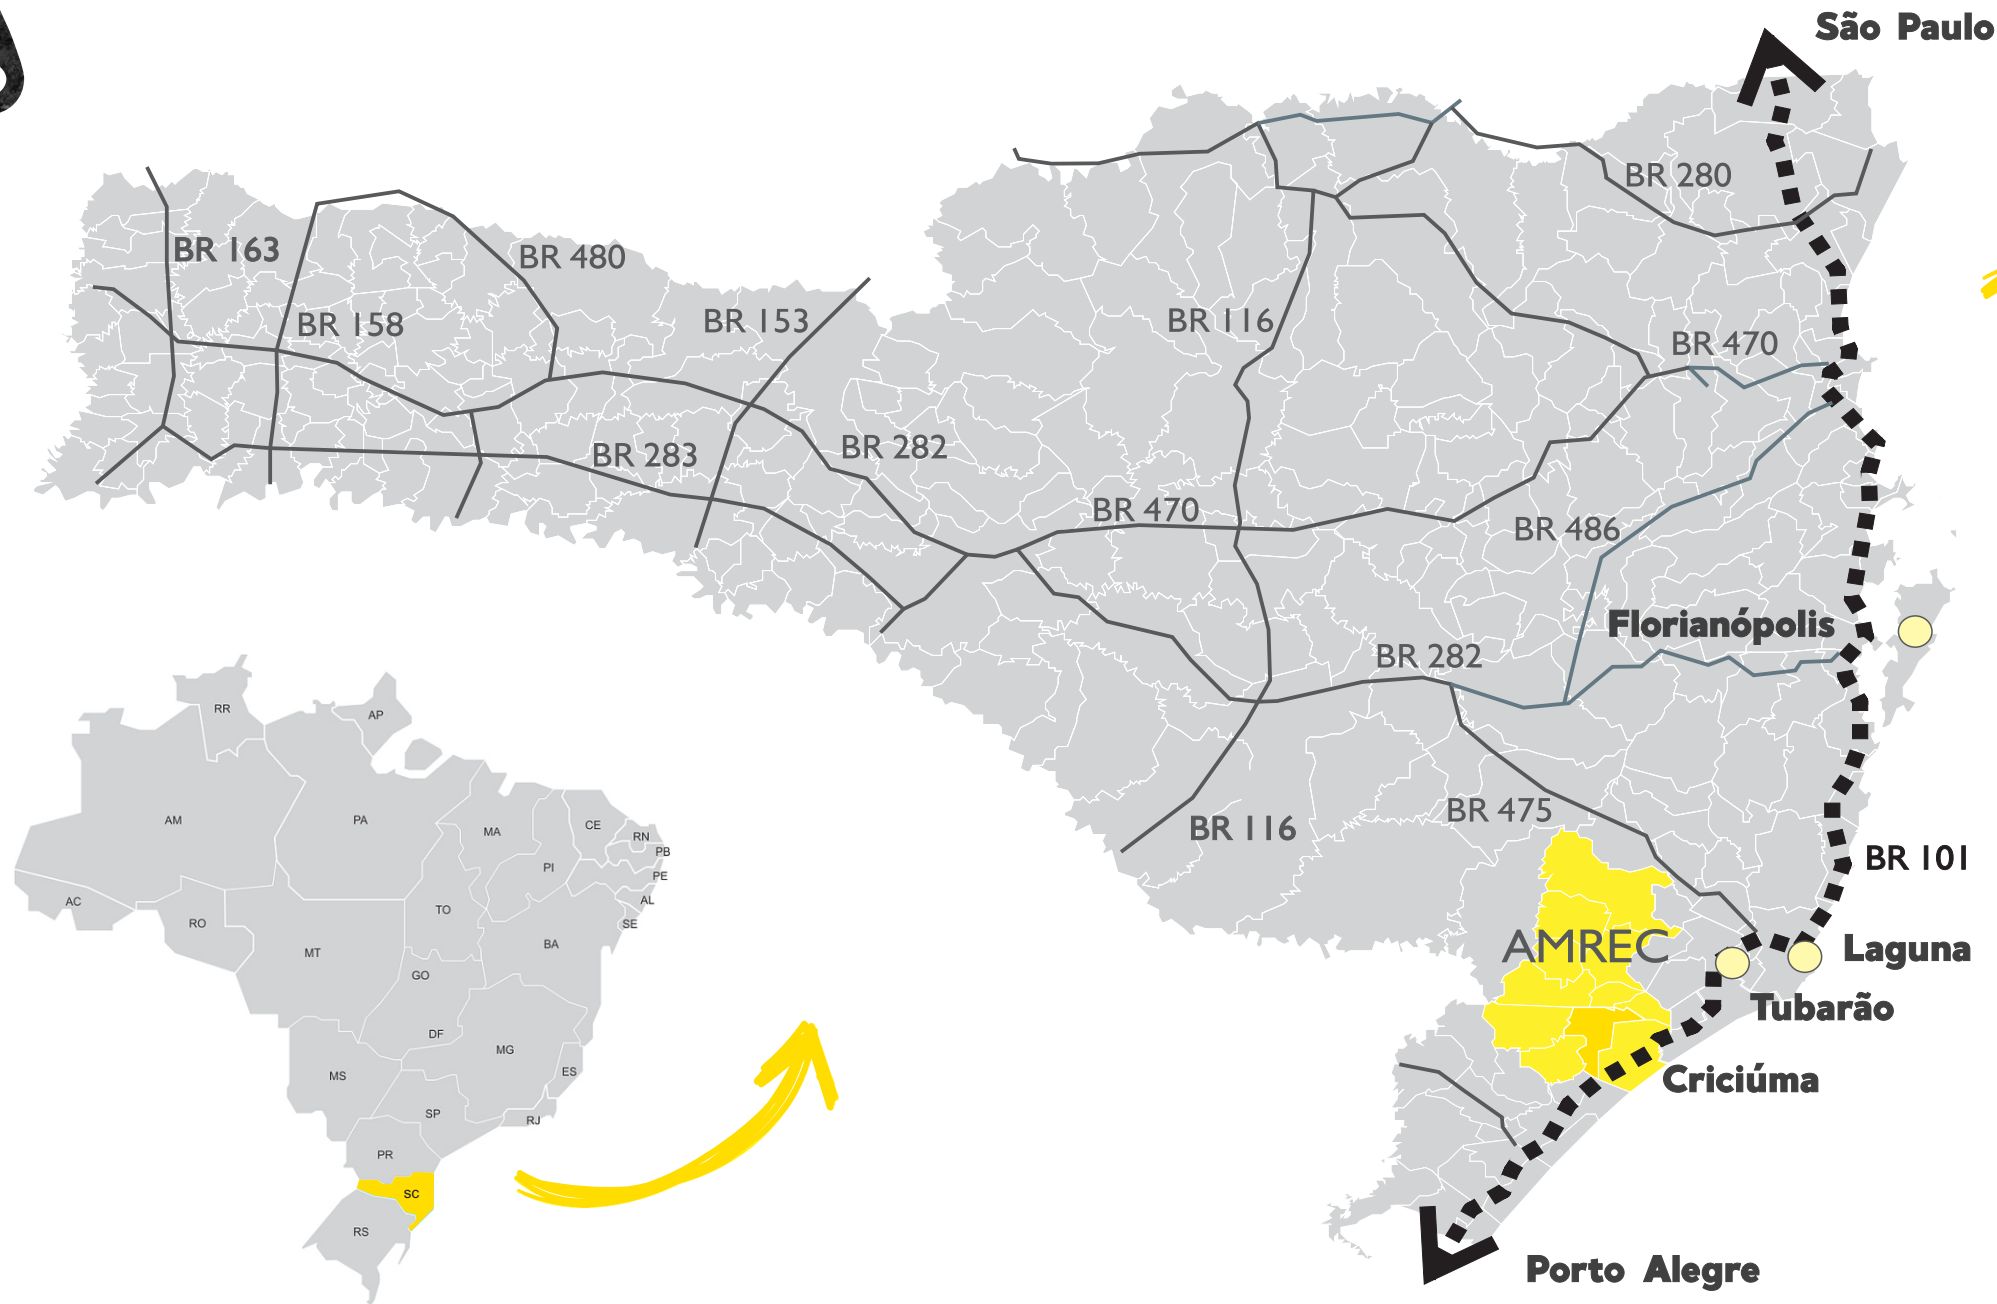 São Paulo
BR 280
BR 163
BR 480
BR 158
BR 153
BR 116
BR 470
BR 282
BR 283
BR 470
BR 486
Florianópolis
BR 282
BR 475
BR 116
BR 101
AMREC
Laguna
Tubarão
Criciúma
Porto Alegre
RR
AP
AM
PA
MA
CE
RN
PB
PI
PE
AC
TO
AL
RO
SE
MT
BA
GO
DF
MG
MS
ES
SP
RJ
PR
SC
RS